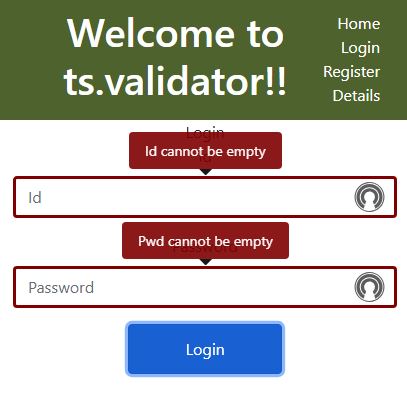 Welcome to
ts.validator!!
Home
Login
Register
Details
Login
Id cannot be empty
Id
Pwd cannot be empty
Password
Password
Login